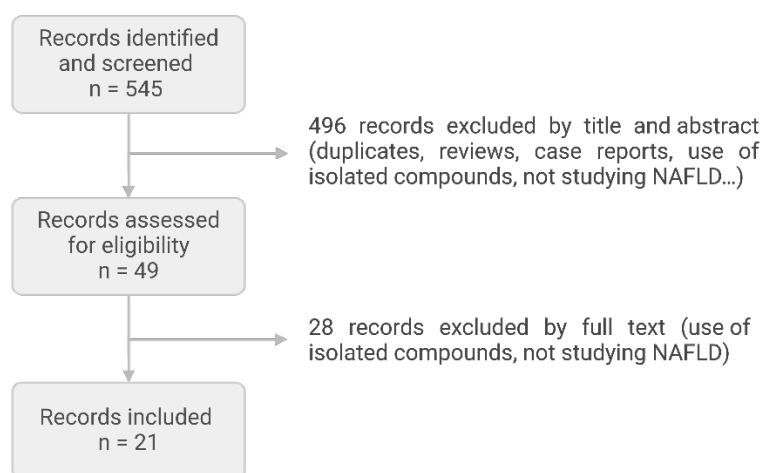 Records identified
and screened
n = 545
496 records excluded by title and abstract
(duplicates, reviews, case reports, use of
isolated compounds, not studying NAFLD…)
Records assessed
for eligibility
n = 49
28 records excluded by full text (use of
isolated compounds, not studying NAFLD)
Records included
n = 21